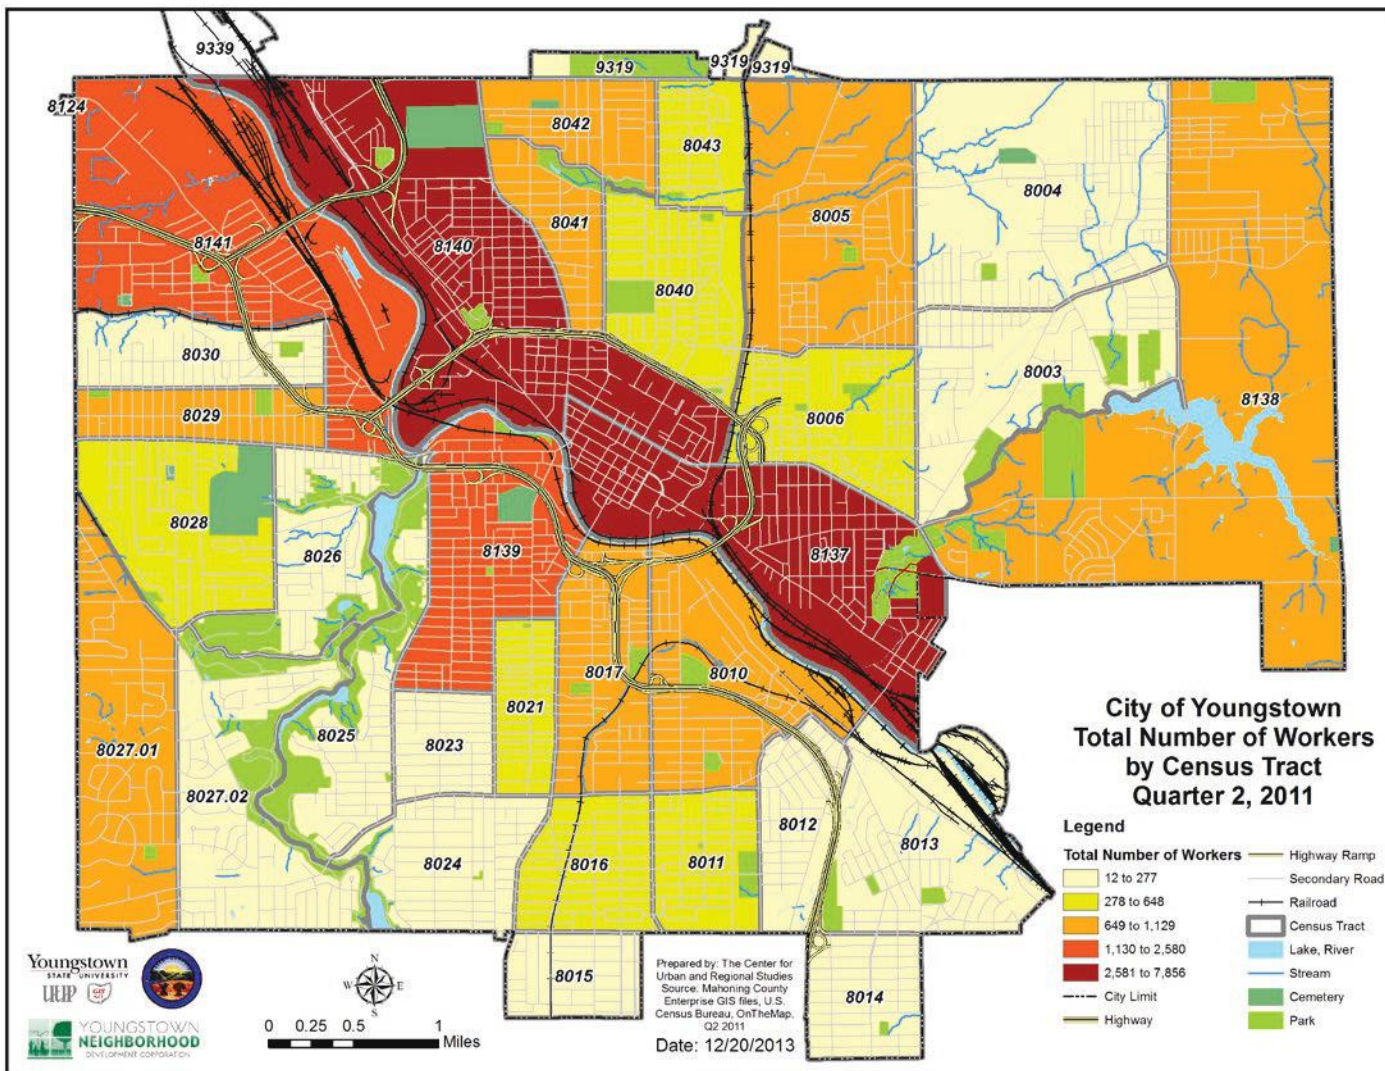 9339
9319
9319
9319
8124
8042
8043
8004
8005
8041
8141
8140
8040
8030
8003
8029
8006
8138
8028
8026
8139
8137
8017
8010
8021
8025
8023
8027.01
8027.02
8012
8013
8024
8016
8011
8015
8014
City of Youngstown
Total Number of Workers
by Census Tract
Quarter 2, 2011
Legend
Total Number of Workers
12 to 277
278 to 648
649 to 1,129
1,130 to 2,580
2,581 to 7,856
City Limit
Highway
Highway Ramp
Secondary Road
Railroad
Census Tract
Lake, River
Stream
Cemetery
Park
Youngstown
STATE UNIVERSITY
YOUNGSTOWN
NEIGHBORHOOD
DEVELOPMENT CORPORATION
N
W E
S
0 0.25 0.5 1
Miles
Prepared by: The Center for
Urban and Regional Studies
Source: Mahoning County
Enterprise GIS files, U.S.
Census Bureau, OnTheMap,
Q2 2011
Date: 12/20/2013